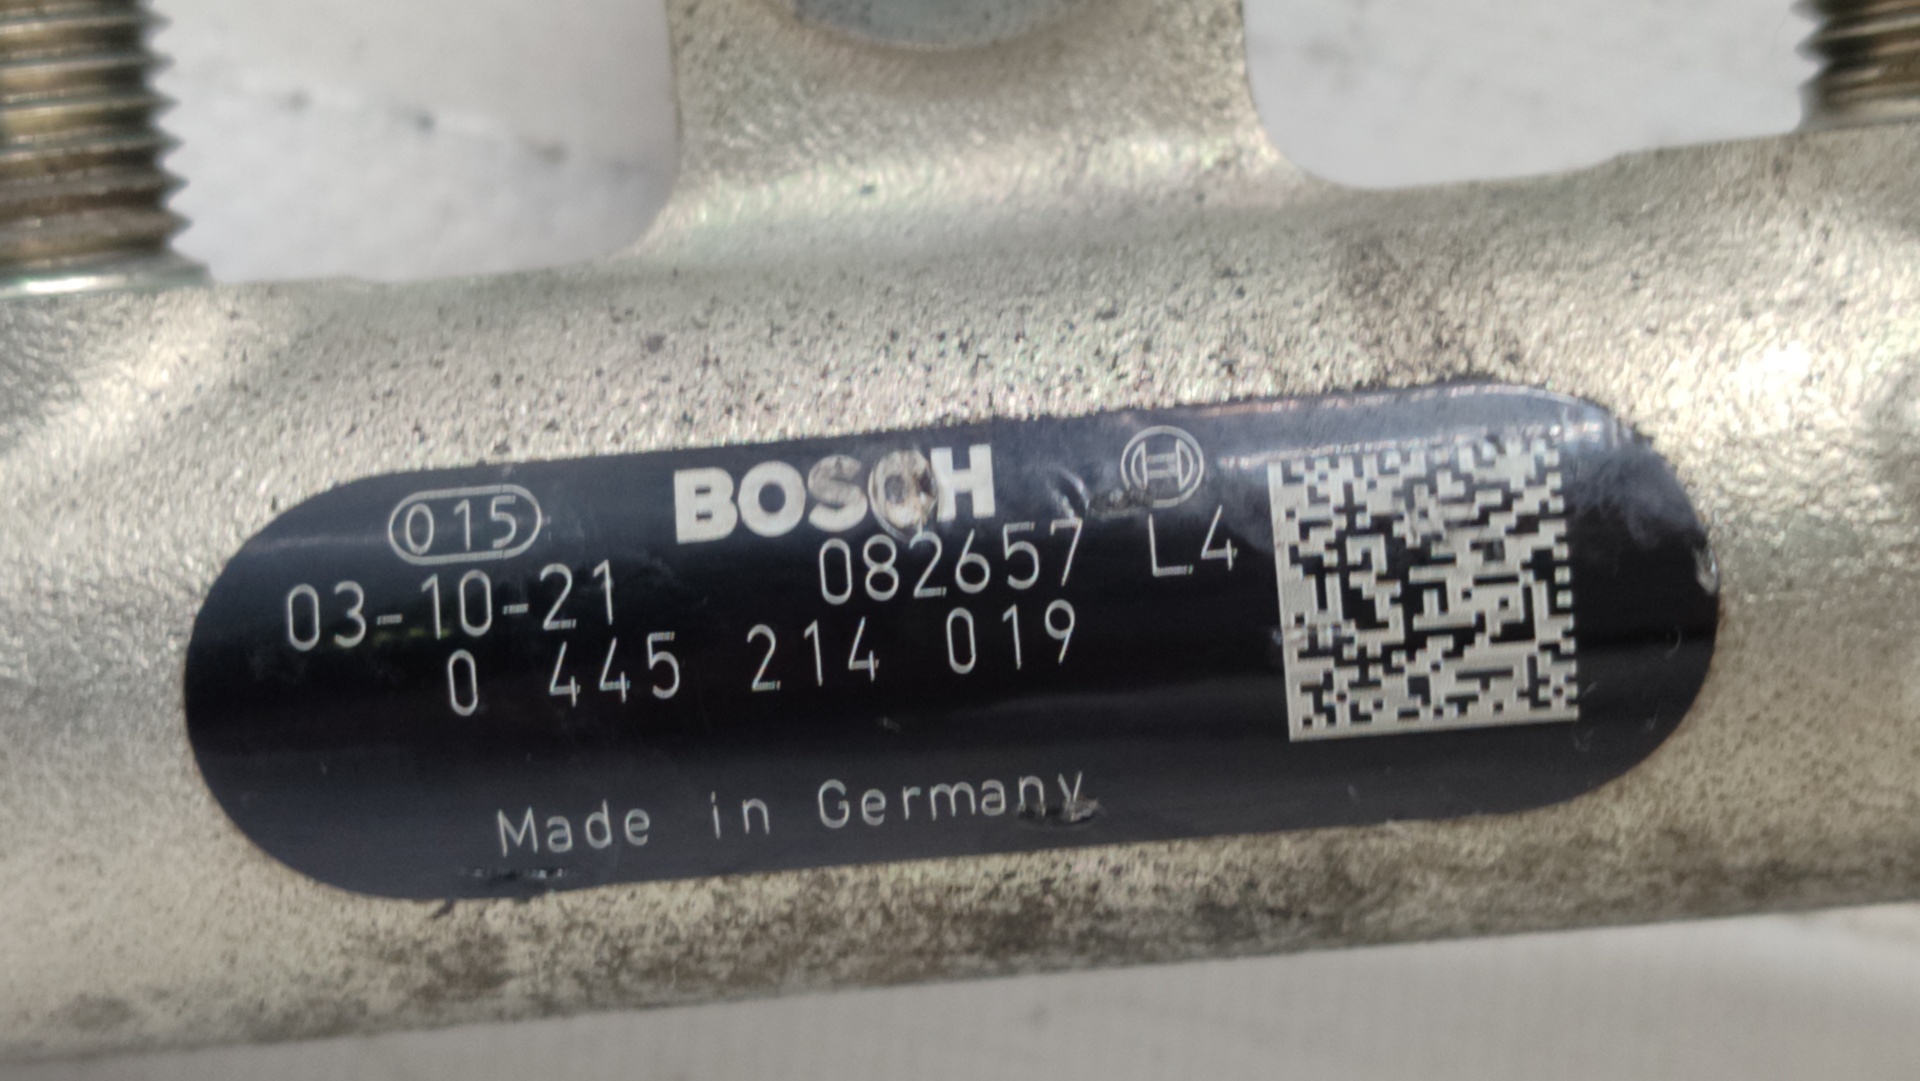 015 BOSCH
03-10-21 082657 L4
0 445 214 019
Made in Germany